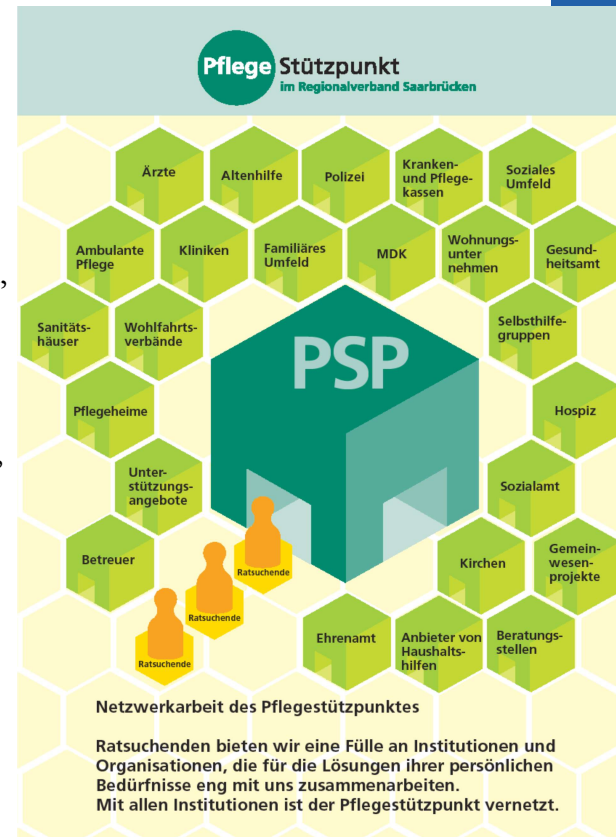 Pflege Stützpunkt
im Regionalverband Saarbrücken
Ärzte
Altenhilfe
Polizei
Kranken-
und Pflege-
kassen
Soziales
Umfeld
Ambulante
Pflege
Kliniken
Familiäres
Umfeld
MDK
Wohnungs-
unter
nehmen
Gesund-
heitsamt
,
Sanitäts-
häuser
Wohlfahrts-
verbände
PSP
Selbsthilfe-
gruppen
Pflegeheime
Hospiz
,
Unter-
stützungs-
angebote
Sozialamt
Betreuer
Ratsuchende
Ratsuchende
Ratsuchende
Kirchen
Gemein-
wesen-
projekte
Ehrenamt
Anbieter von
Haushalts-
hilfen
Beratungs-
stellen
Netzwerkarbeit des Pflegestützpunktes
Ratsuchenden bieten wir eine Fülle an Institutionen und
Organisationen, die für die Lösungen ihrer persönlichen
Bedürfnisse eng mit uns zusammenarbeiten.
Mit allen Institutionen ist der Pflegestützpunkt vernetzt.